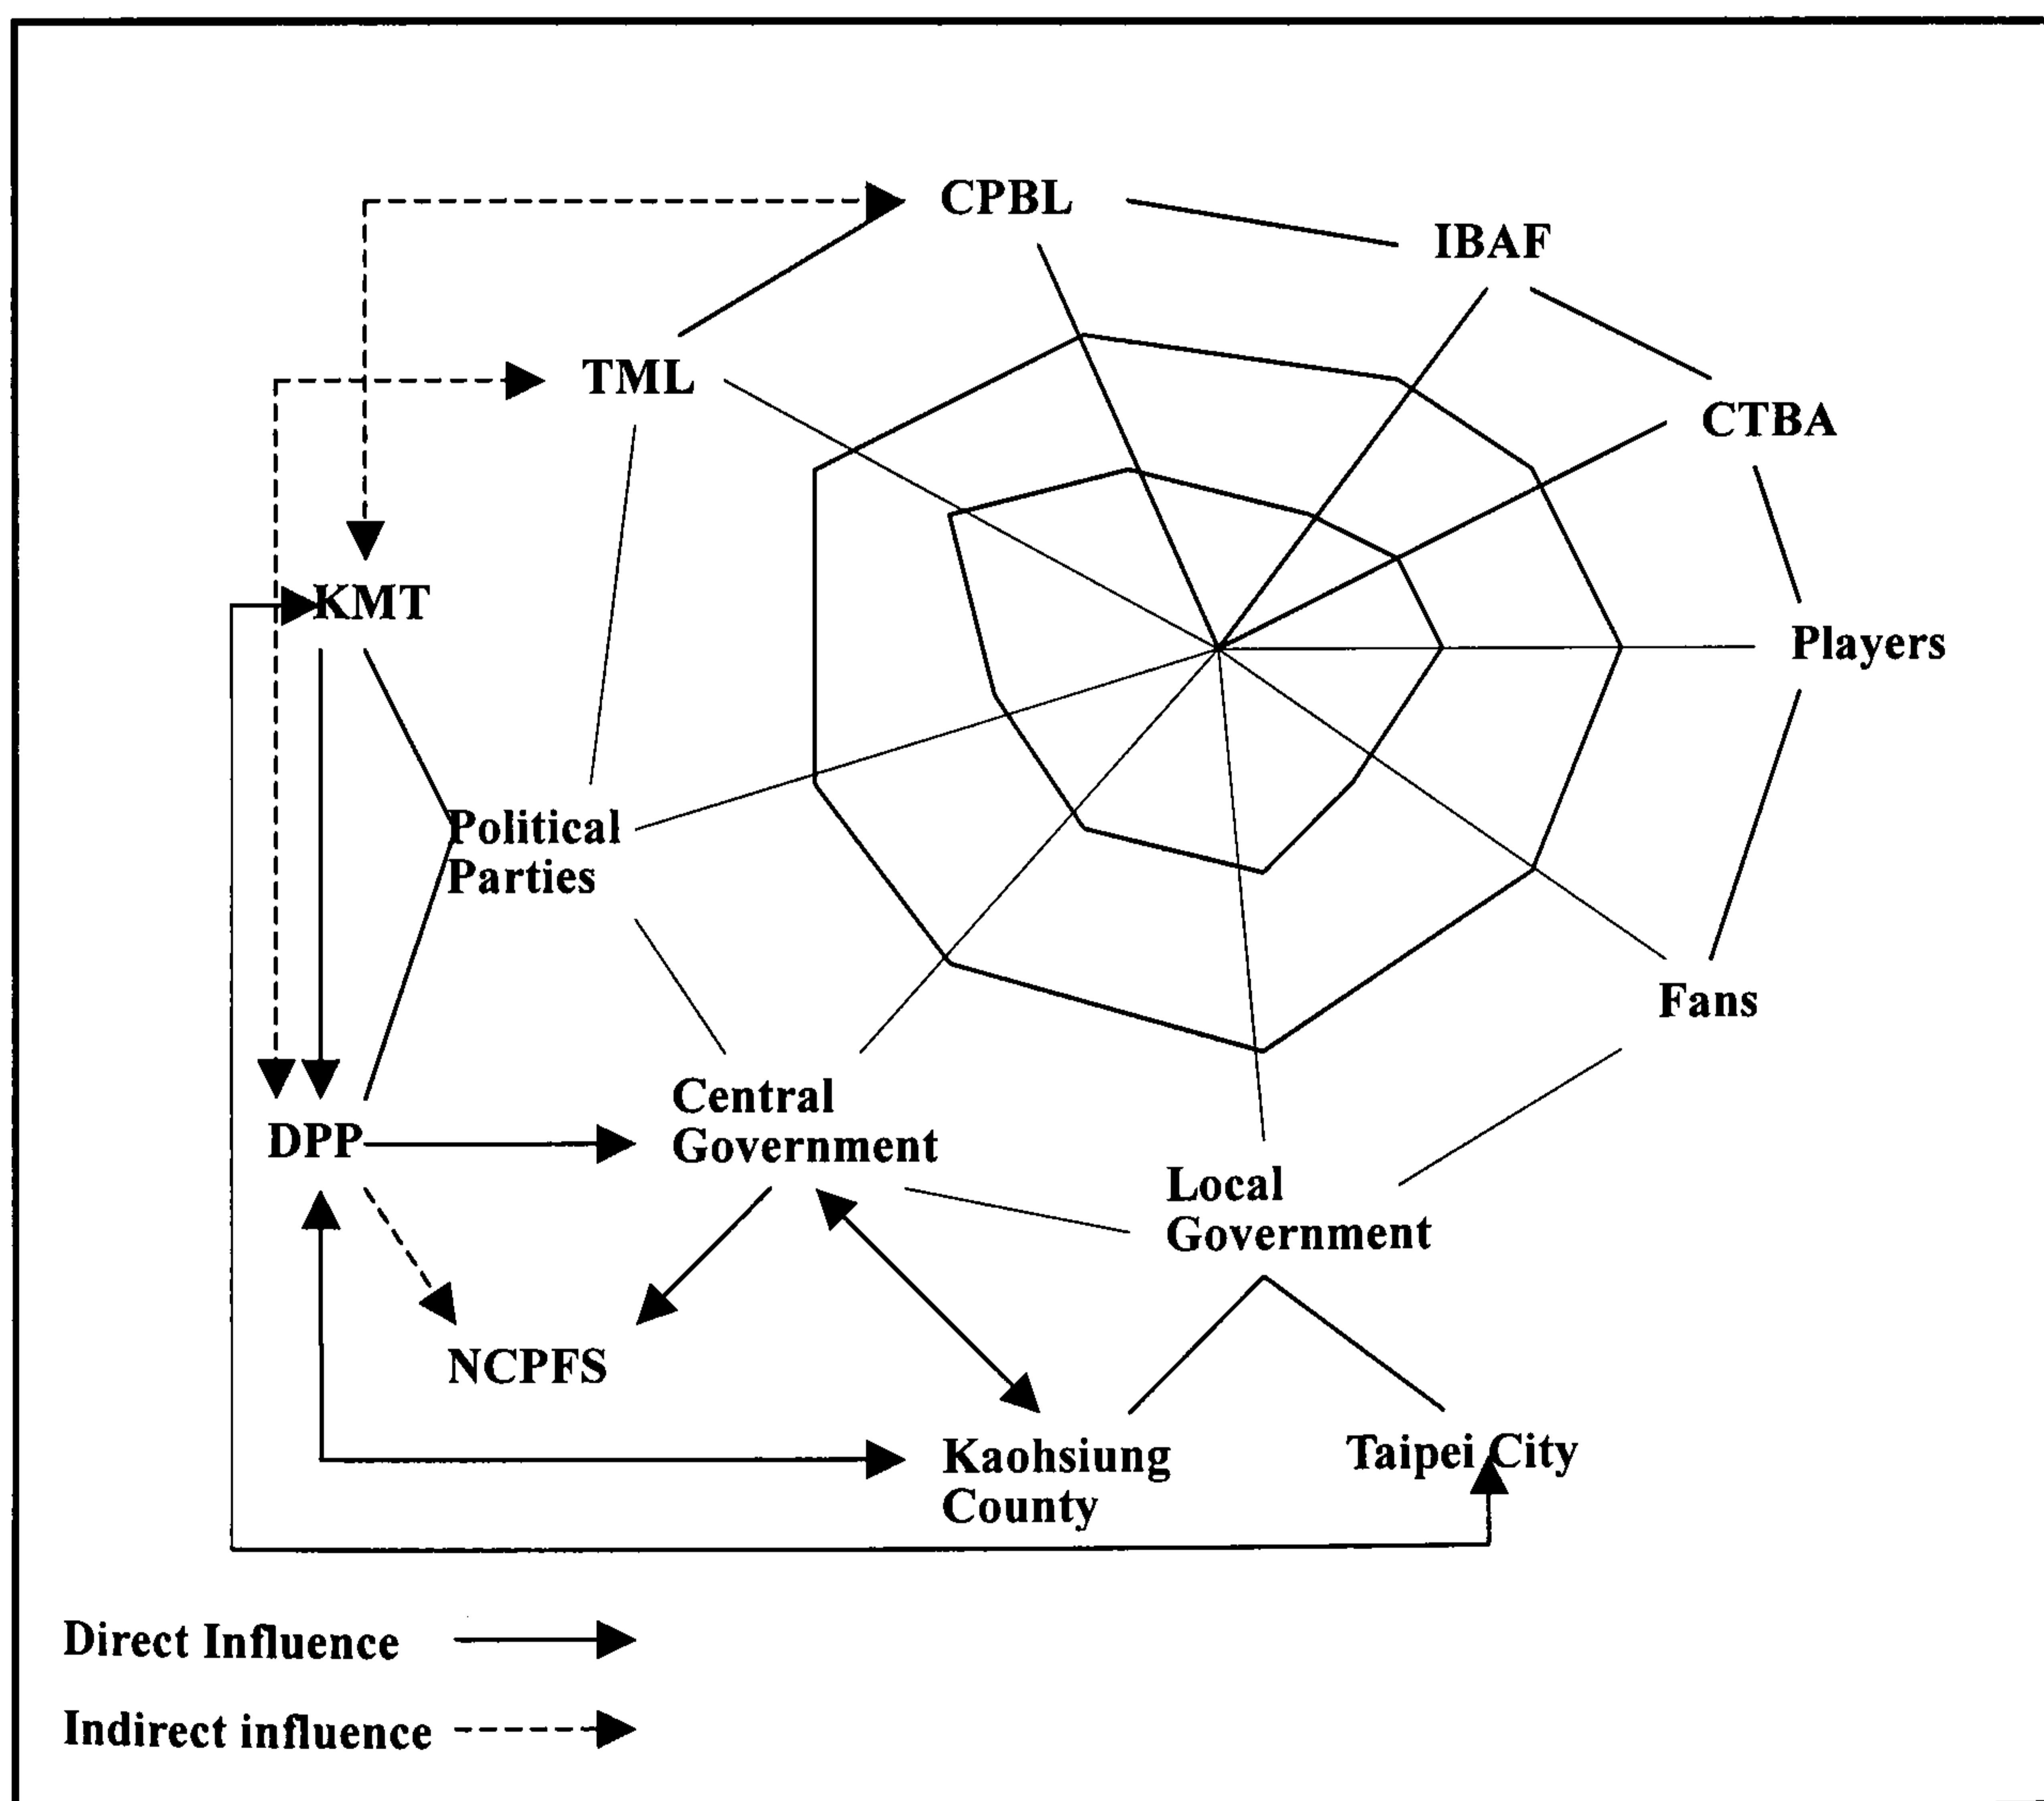 CPBL
IBAF
TML
CTBA
KMT
Players
Political
Parties
Fans
Central
Government
DPP
Local
Government
NCPFS
Kaohsiung
County
Taipei City
Direct Influence
Indirect influence